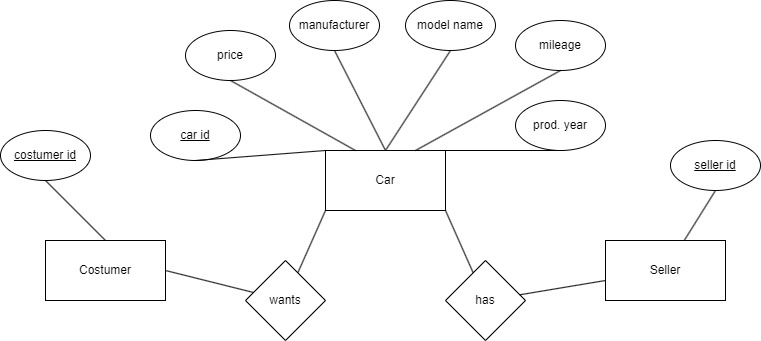 manufacturer
model name
price
mileage
car id
prod. year
costumer id
seller id
Car
Costumer
wants
has
Seller